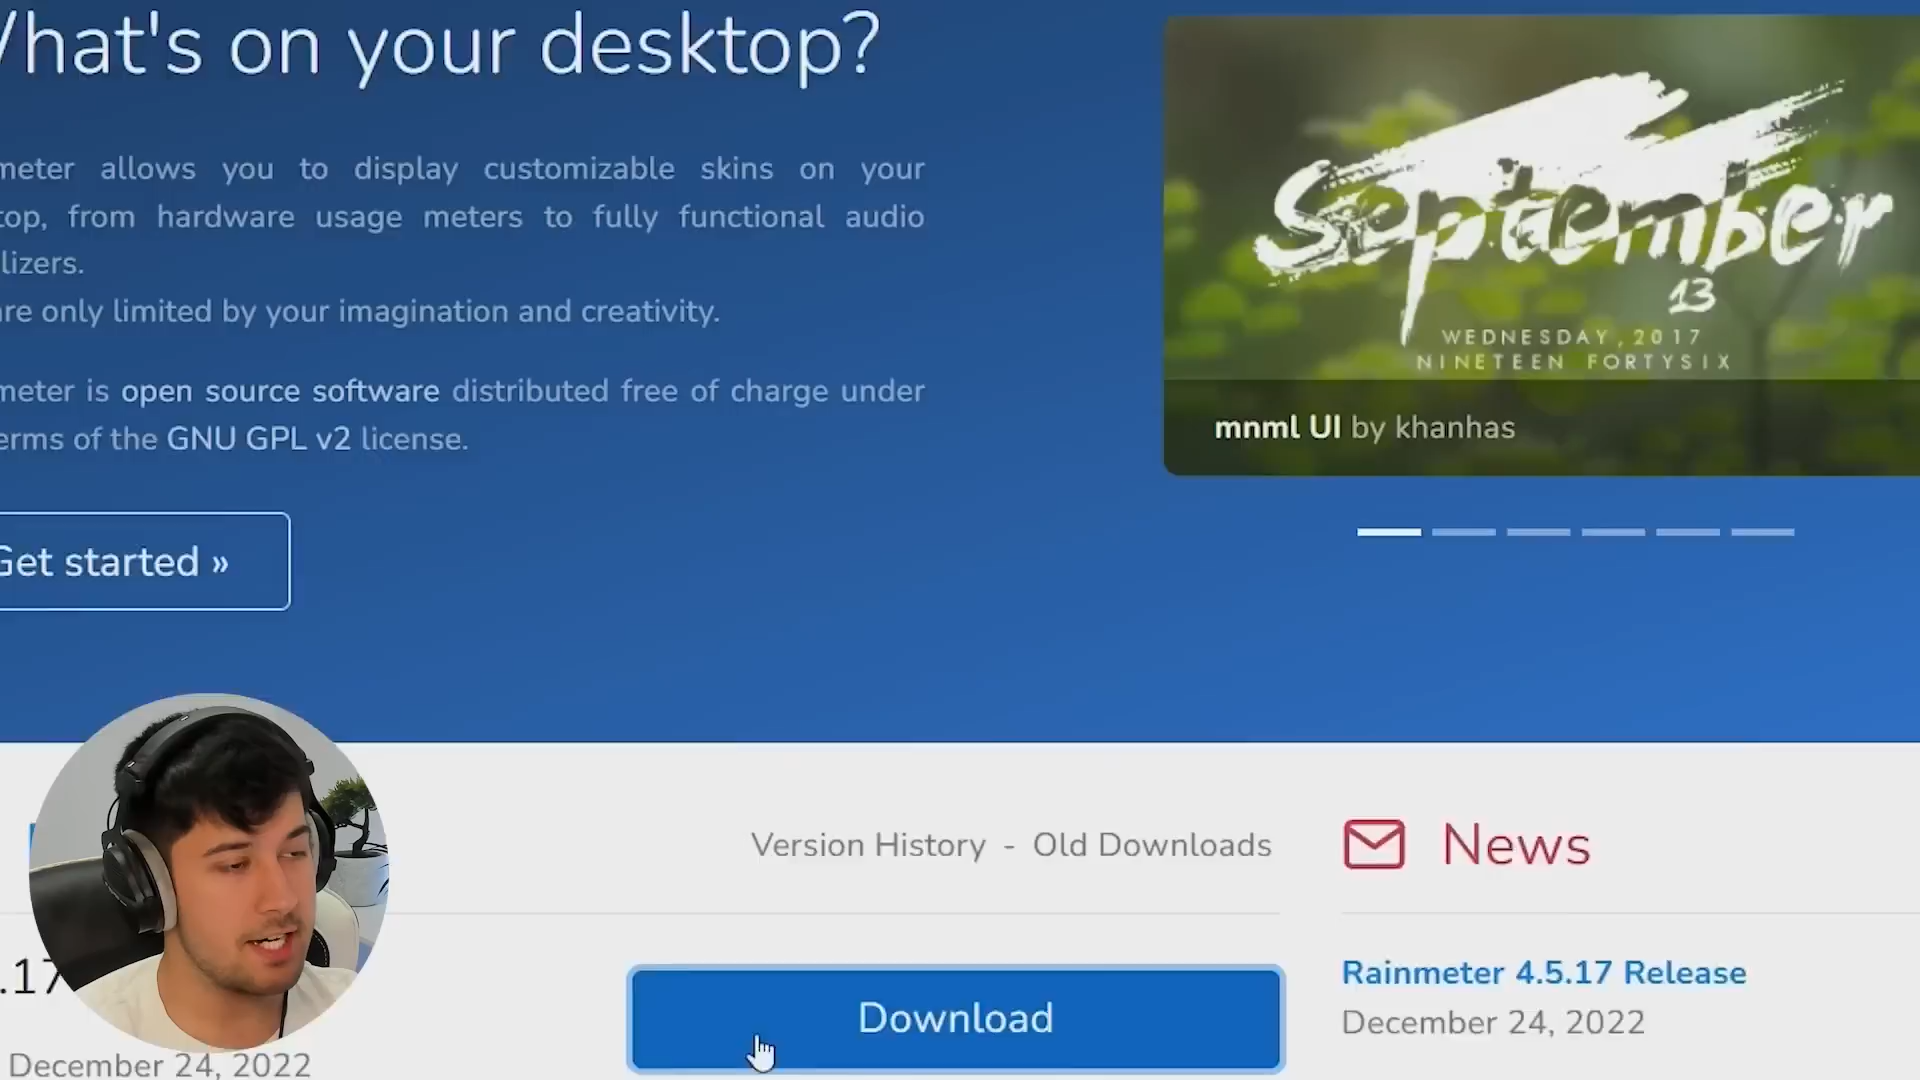 What's on your desktop?
meter allows you to display customizable skins on your
top, from hardware usage meters to fully functional audio
lizers.
are only limited by your imagination and creativity.
meter is open source software distributed free of charge under
erms of the GNU GPL v2 license.
Get started »
September
13
WEDNESDAY, 2017
NINETEEN FORTYSIX
mnml UI by khanhas
Version History - Old Downloads
News
.17
Download
December 24, 2022
Rainmeter 4.5.17 Release
December 24, 2022